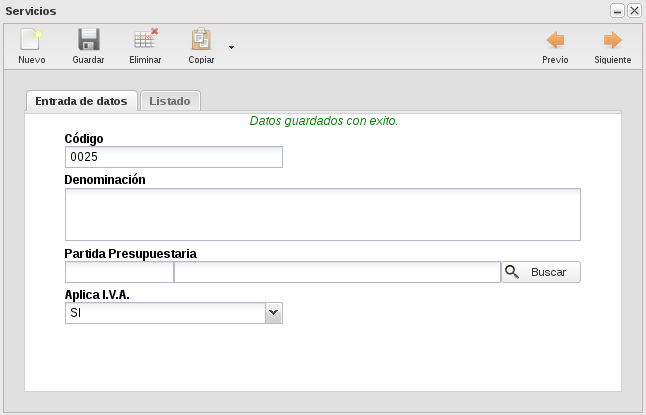 Servicios
Nuevo Guardar Eliminar Copiar Previo Siguiente
Entrada de datos Listado
Datos guardados con exito.
Código
0025
Denominación
Partida Presupuestaria
Buscar
Aplica I.V.A.
SI